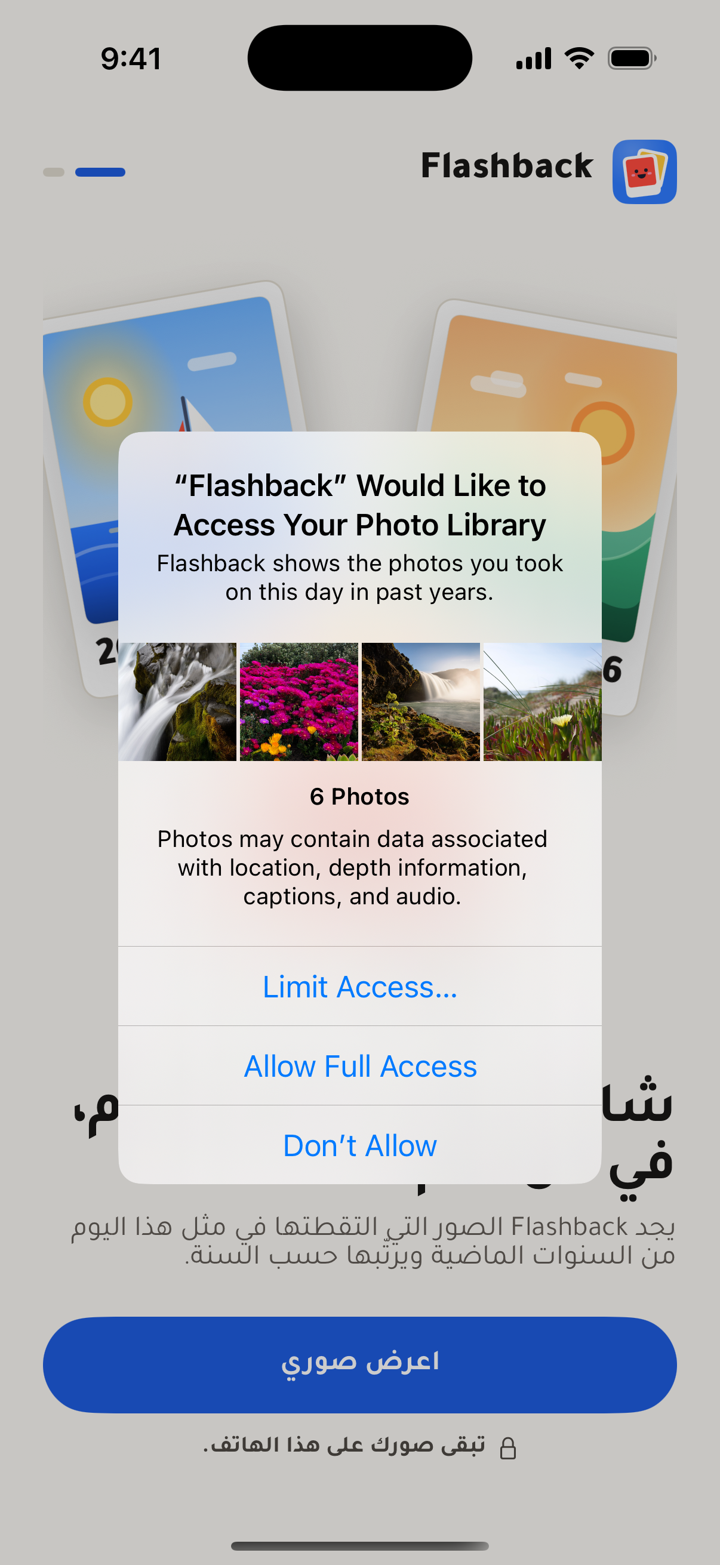 9:41
Flashback
“Flashback” Would Like to
Access Your Photo Library
Flashback shows the photos you took
on this day in past years.
6 Photos
Photos may contain data associated
with location, depth information,
captions, and audio.
Limit Access...
Allow Full Access
Don’t Allow
في
يجد Flashback الصور التي التقطتها في مثل هذا اليوم
من السنوات الماضية ويرتّبها حسب السنة.
اعرض صوري
تبقى صورك على هذا الهاتف.